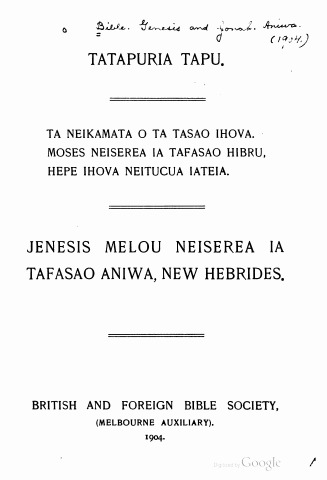 Bible. Genesis and Jonah. Aniwa.
(1904.)
TATAPURIA TAPU.
TA NEIKAMATA O TA TASAO IHOVA.
MOSES NEISEREA IA TAFASAO HIBRU,
HEPE IHOVA NEITUCUA IATEIA.
JENESIS MELOU NEISEREA IA
TAFASAO ANIWA, NEW HEBRIDES.
BRITISH AND FOREIGN BIBLE SOCIETY,
(MELBOURNE AUXILIARY).
1904.
Digitized by Google